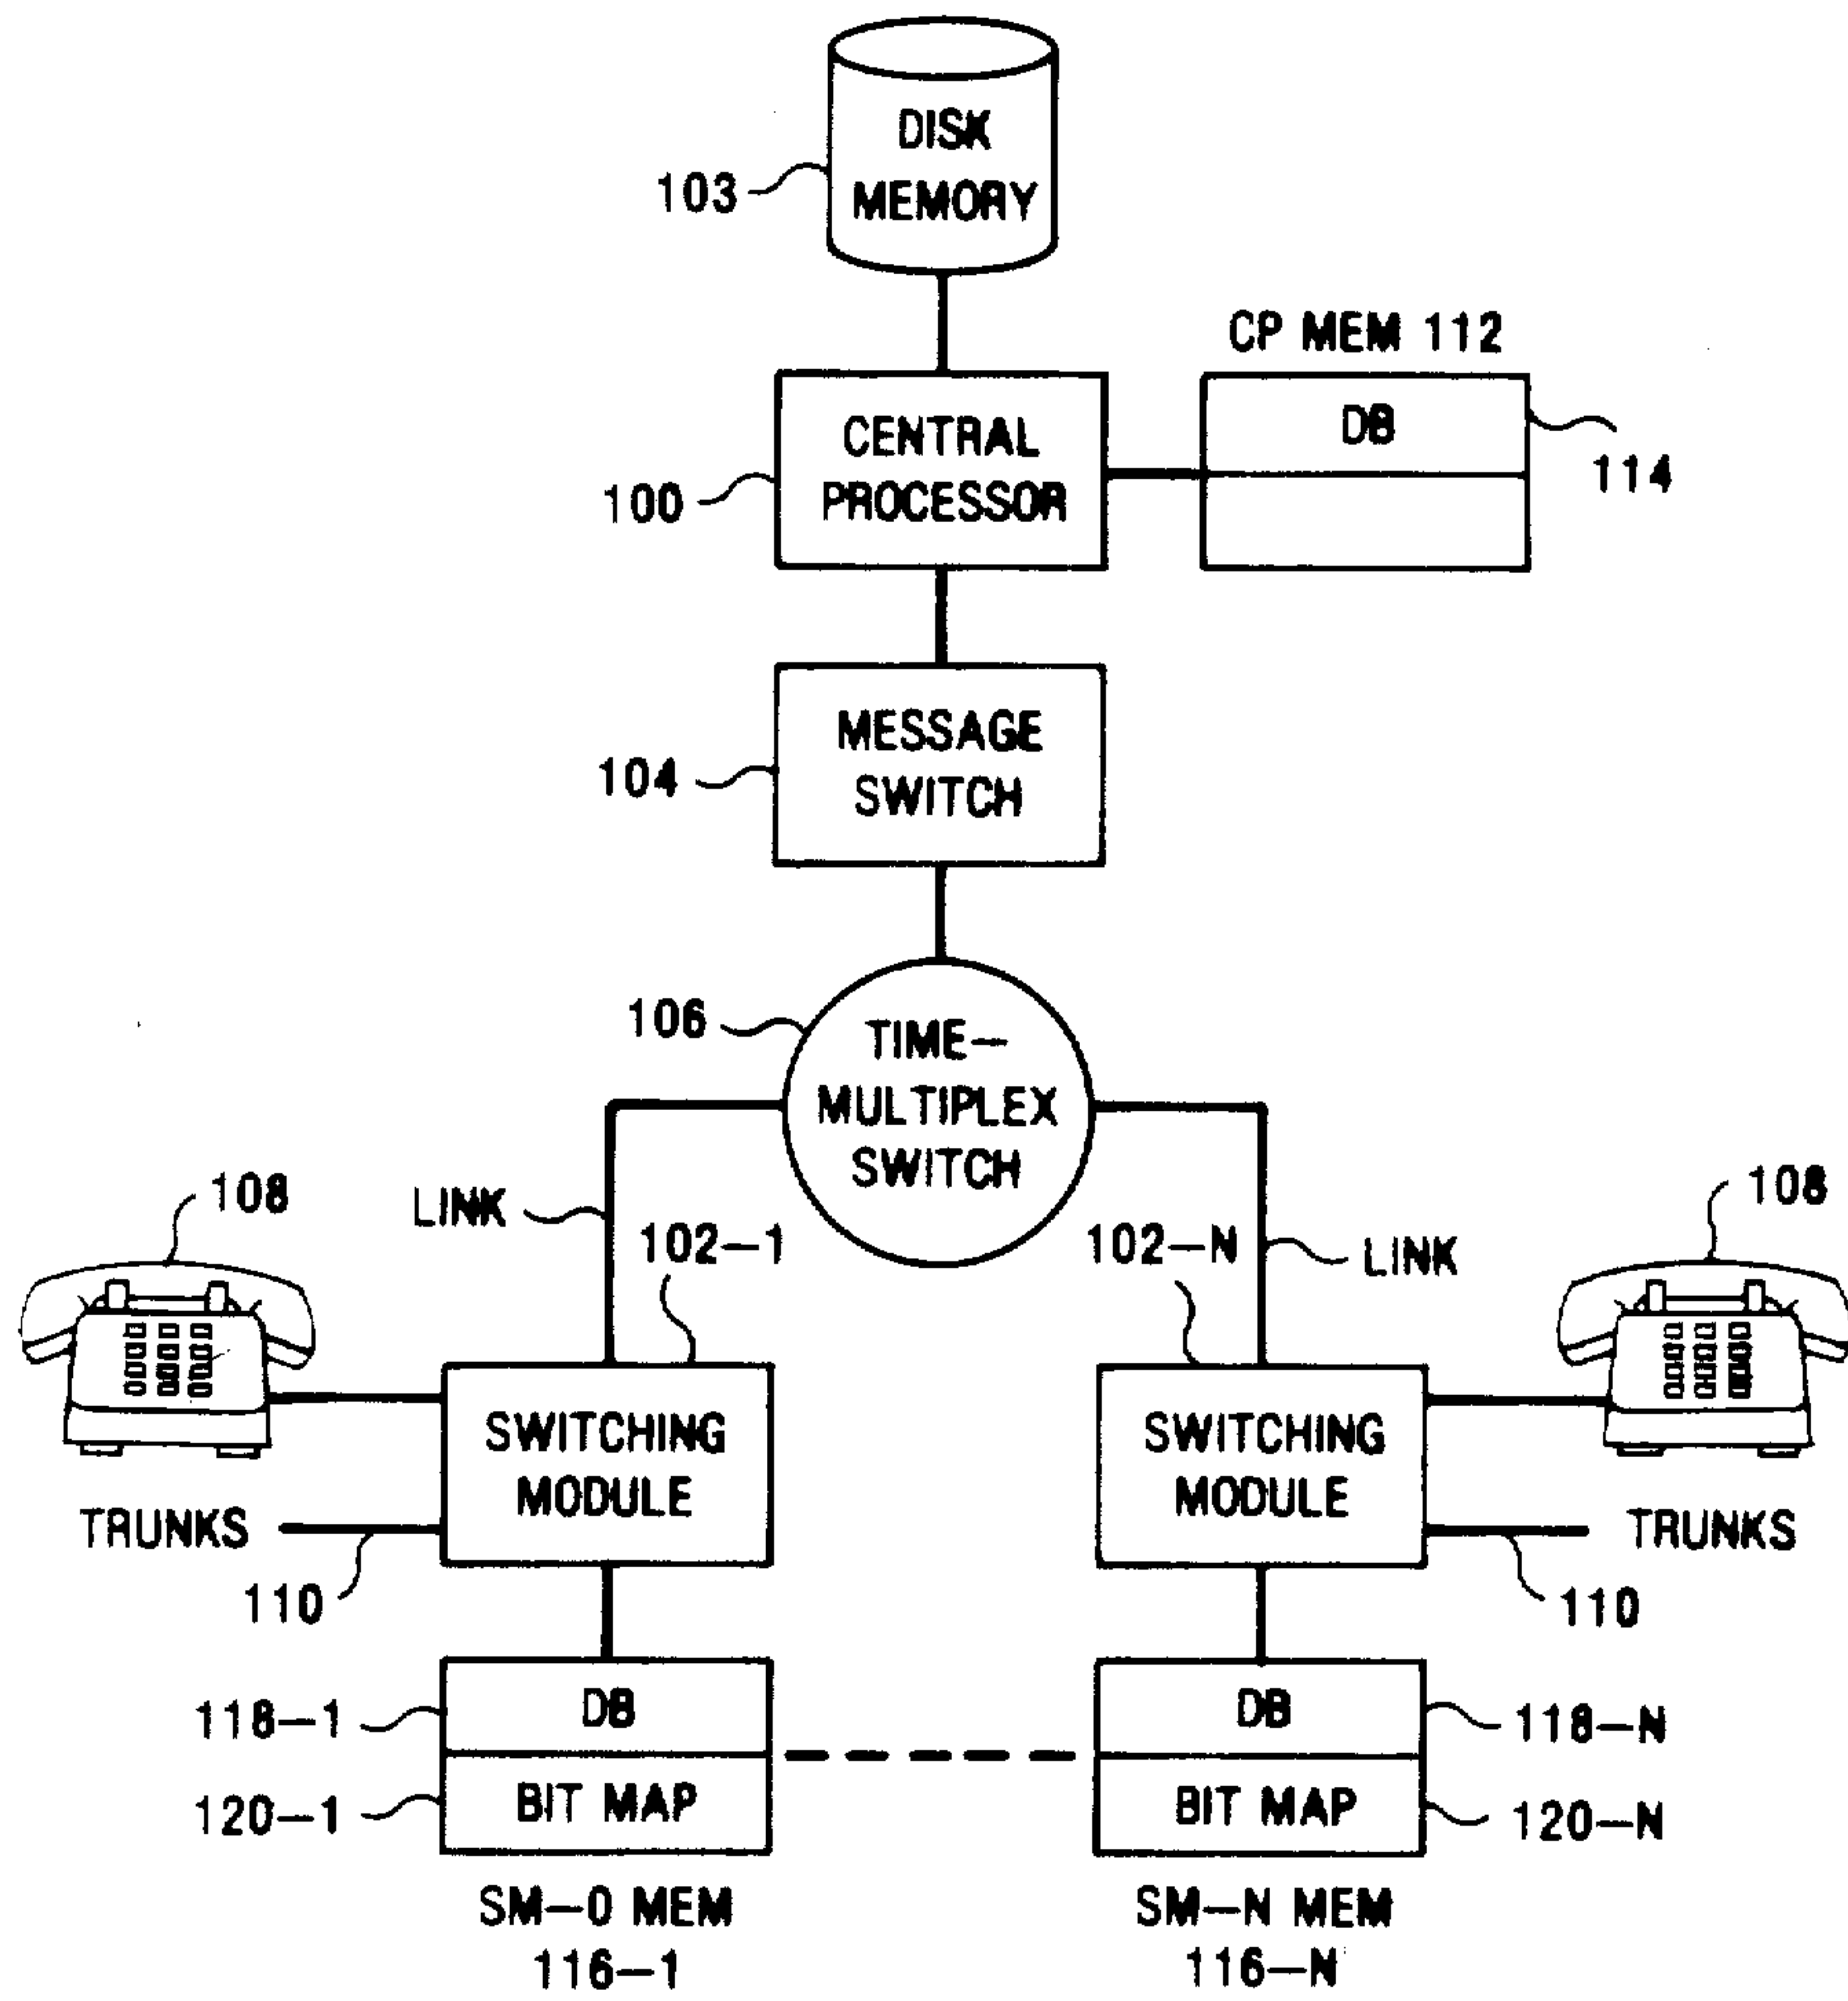 DISK
MEMORY
103
CP MEM 112
CENTRAL
PROCESSOR
100
DB
114
MESSAGE
SWITCH
104
106
TIME—
MULTIPLEX
SWITCH
108
LINK
102—1
102—N
LINK
108
SWITCHING
MODULE
SWITCHING
MODULE
TRUNKS
TRUNKS
110
110
118—1
DB
DB
118—N
120—1
BIT MAP
BIT MAP
120—N
SM—0 MEM
116—1
SM—N MEM
116—N